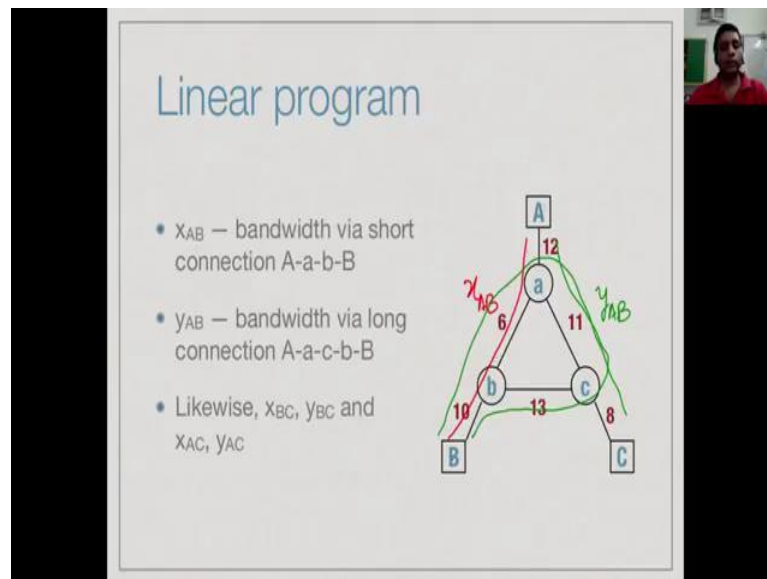 Linear program
• xAB — bandwidth via short
connection A-a-b-B
• yAB — bandwidth via long
connection A-a-c-b-B
• Likewise, xBC, yBC and
xAC, yAC
A
12
a
xAB
yAB
6
11
b
c
10
13
8
B
C